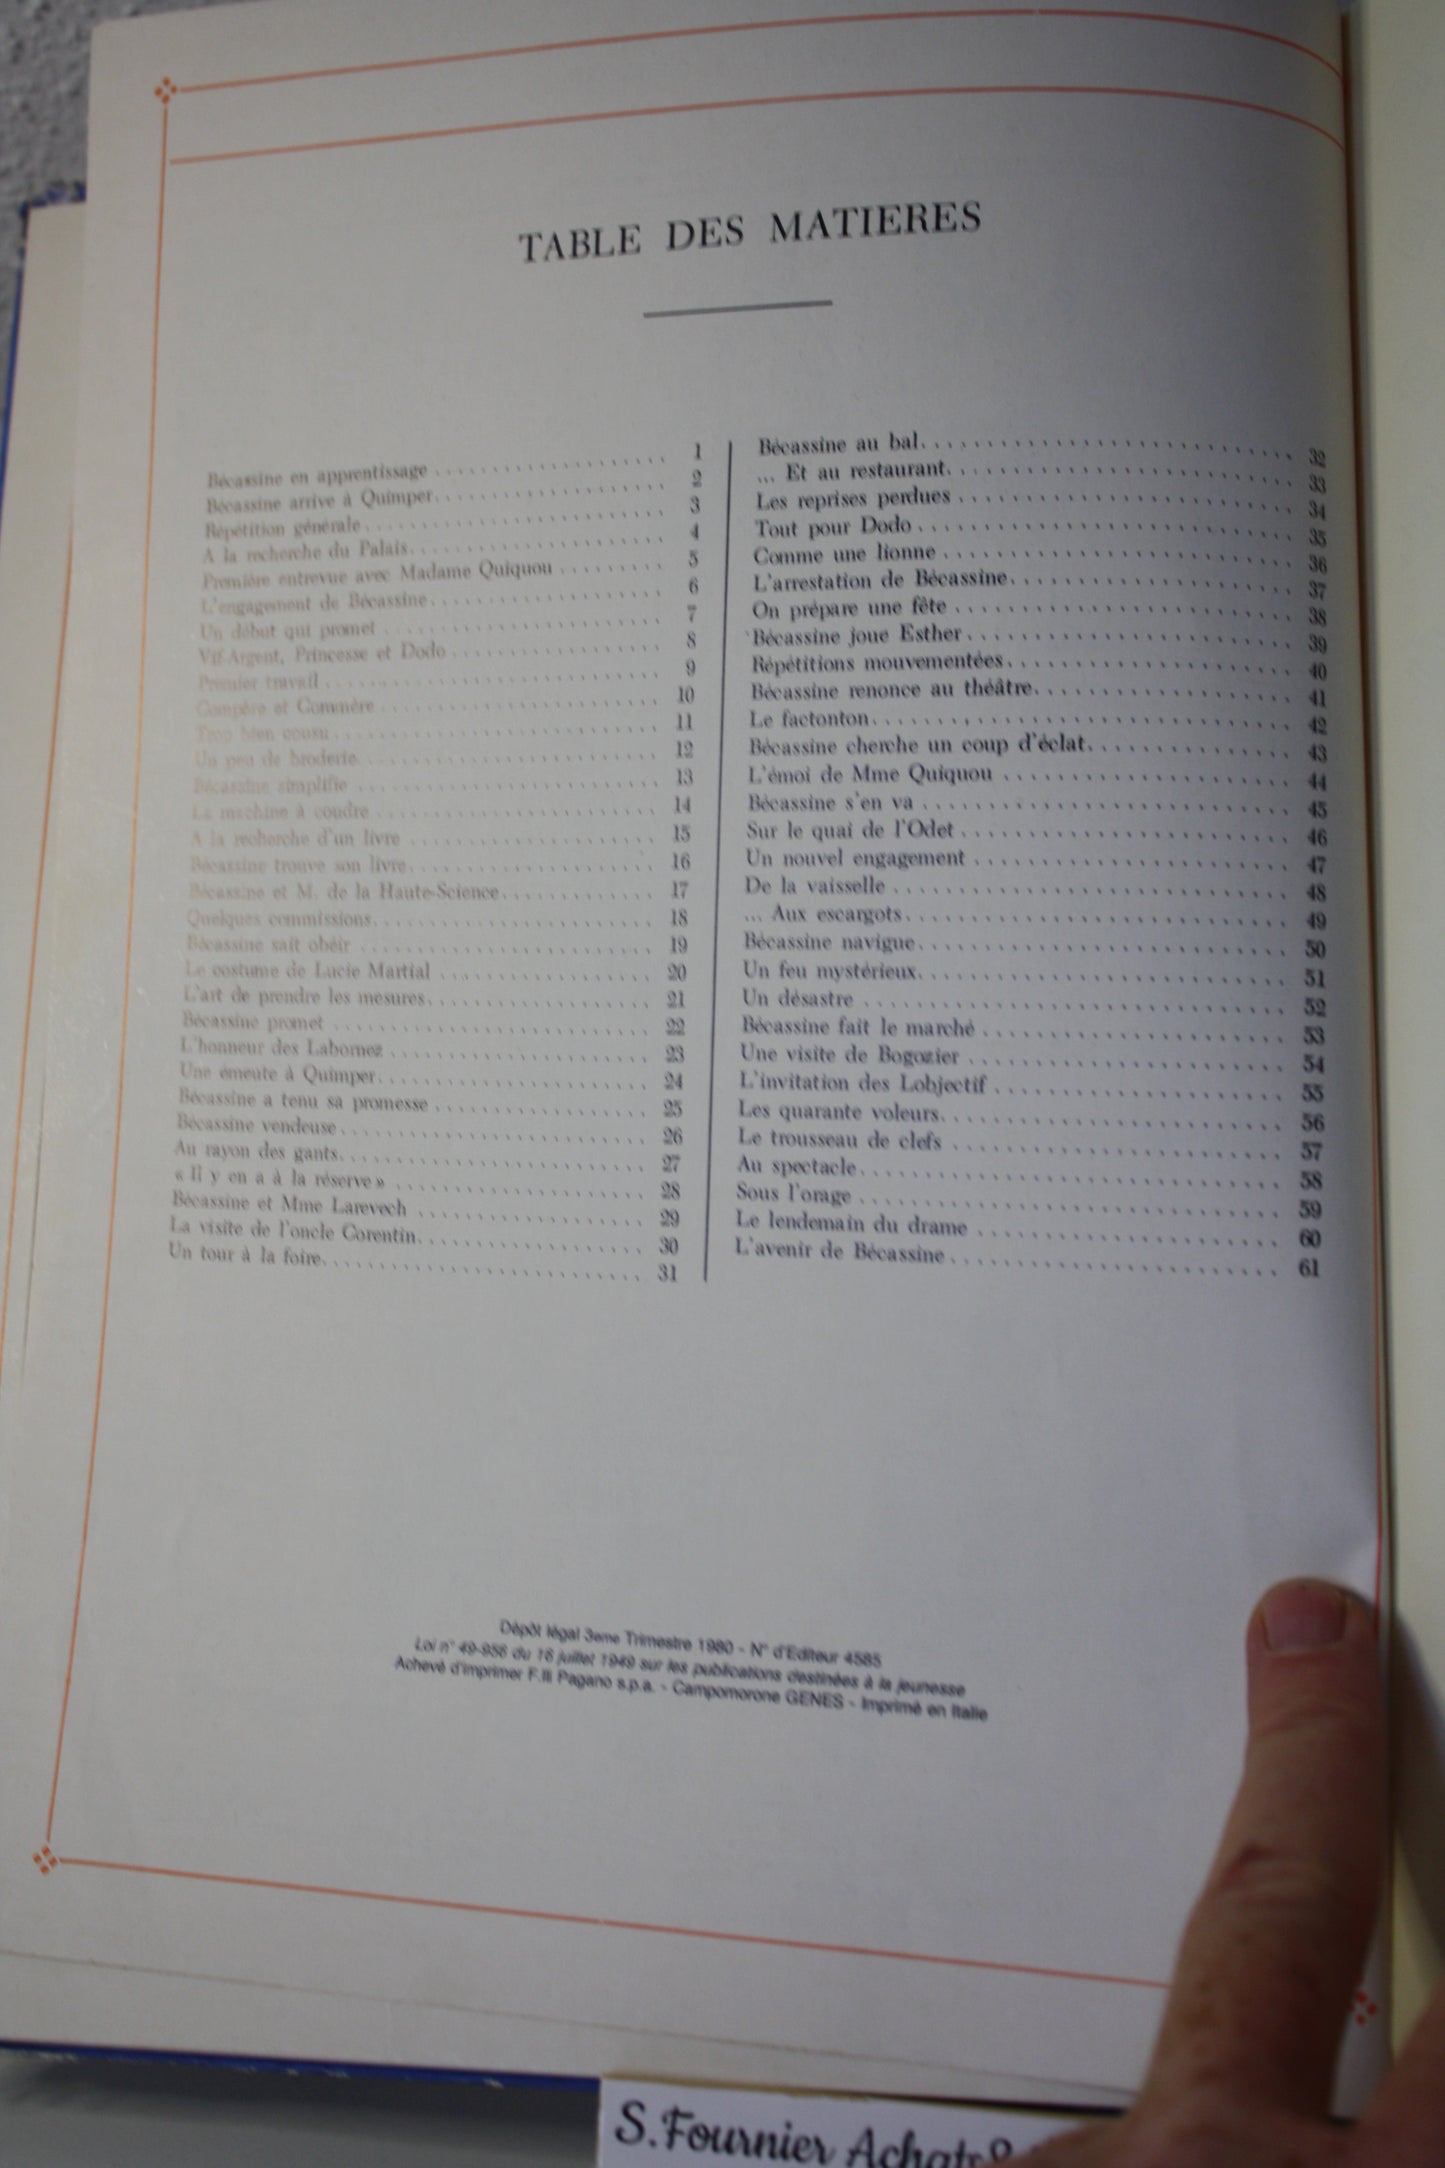 TABLE DES MATIERES
Bécassine en apprentissage 1
Bécassine arrive à Quimper 2
Répétition générale 3
A la recherche du Palais 4
Première entrevue avec Madame Quiquou 5
L'engagement de Bécassine 6
Un début qui promet 7
Vif-Argent, Princesse et Dodo 8
Premier travail 9
Compère et Commère 10
Trop bien cousu 11
Un peu de broderie 12
Bécassine simplifie 13
La machine à coudre 14
A la recherche d'un livre 15
Bécassine trouve son livre 16
Bécassine et M. de la Haute-Science 17
Quelques commissions 18
Bécassine sait obéir 19
Le costume de Lucie Martial 20
L'art de prendre les mesures 21
Bécassine promet 22
L'honneur des Labornez 23
Une émeute à Quimper 24
Bécassine a tenu sa promesse 25
Bécassine vendeuse 26
Au rayon des gants 27
« Il y en a à la réserve » 28
Bécassine et Mme Larevech 29
La visite de l'oncle Corentin 30
Un tour à la foire 31
Bécassine au bal 32
... Et au restaurant 33
Les reprises perdues 34
Tout pour Dodo 35
Comme une lionne 36
L'arrestation de Bécassine 37
On prépare une fête 38
Bécassine joue Esther 39
Répétitions mouvementées 40
Bécassine renonce au théâtre 41
Le factonton 42
Bécassine cherche un coup d'éclat 43
L'émoi de Mme Quiquou 44
Bécassine s'en va 45
Sur le quai de l'Odet 46
Un nouvel engagement 47
De la vaisselle 48
... Aux escargots 49
Bécassine navigue 50
Un feu mystérieux 51
Un désastre 52
Bécassine fait le marché 53
Une visite de Bogozier 54
L'invitation des Lobjectif 55
Les quarante voleurs 56
Le trousseau de clefs 57
Au spectacle 58
Sous l'orage 59
Le lendemain du drame 60
L'avenir de Bécassine 61
Dépôt légal 3eme Trimestre 1980 - N° d'Editeur 4585
Loi n° 49-956 du 16 juillet 1949 sur les publications destinées à la jeunesse
Achevé d'imprimer F.lli Pagano s.p.a. - Campomorone GENES - Imprimé en Italie
S.Fournier Achats